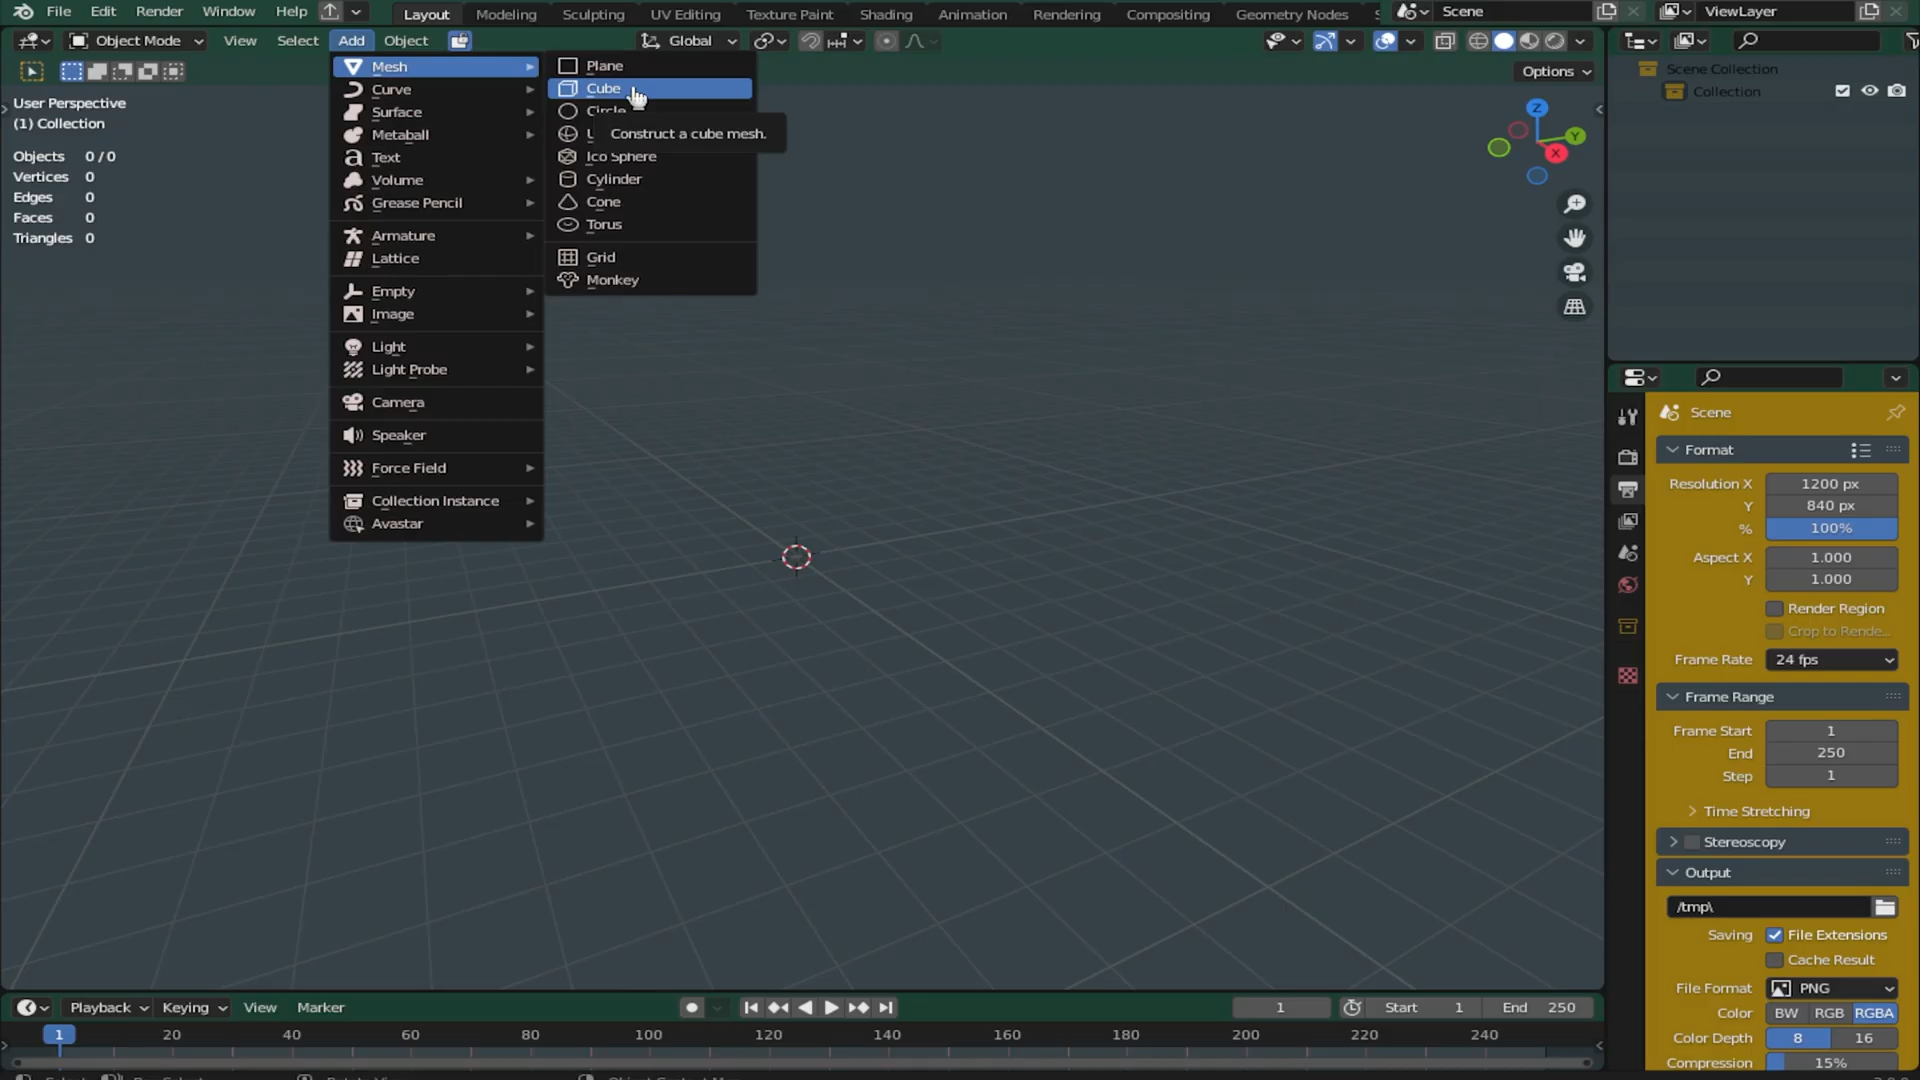 File Edit Render Window Help Layout Modeling Sculpting UV Editing Texture Paint Shading Animation Rendering Compositing Geometry Nodes Scene ViewLayer
Object Mode View Select Add Object Global
Options
User Perspective
(1) Collection
Objects 0 / 0
Vertices 0
Edges 0
Faces 0
Triangles 0
Mesh
Curve
Surface
Metaball
Text
Volume
Grease Pencil
Armature
Lattice
Empty
Image
Light
Light Probe
Camera
Speaker
Force Field
Collection Instance
Avastar
Plane
Cube
Circle
Construct a cube mesh.
Ico Sphere
Cylinder
Cone
Torus
Grid
Monkey
Z
Y
X
Scene Collection
Collection
Scene
Format
Resolution X 1200 px
Y 840 px
% 100%
Aspect X 1.000
Y 1.000
Render Region
Crop to Rende...
Frame Rate 24 fps
Frame Range
Frame Start 1
End 250
Step 1
Time Stretching
Stereoscopy
Output
/tmp\
Saving File Extensions
Cache Result
File Format PNG
Color BW RGB RGBA
Color Depth 8 16
Compression 15%
Playback Keying View Marker 1 Start 1 End 250
1 20 40 60 80 100 120 140 160 180 200 220 240